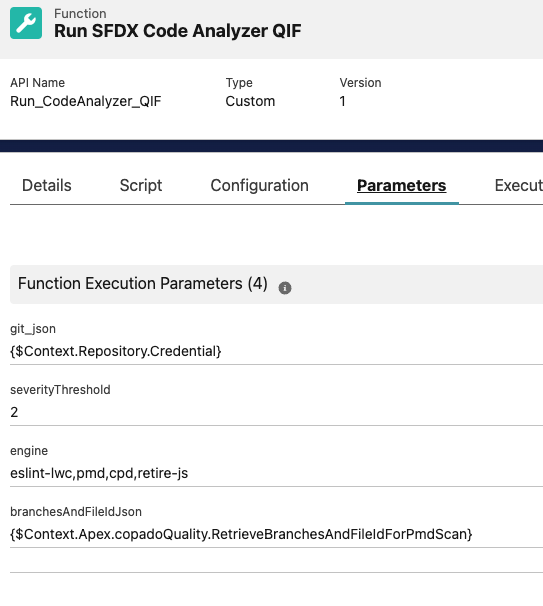 Function
Run SFDX Code Analyzer QIF
API Name Type Version
Run_CodeAnalyzer_QIF Custom 1
Details Script Configuration Parameters Execut
Function Execution Parameters (4)
git_json
{$Context.Repository.Credential}
severityThreshold
2
engine
eslint-lwc,pmd,cpd,retire-js
branchesAndFileIdJson
{$Context.Apex.copadoQuality.RetrieveBranchesAndFileIdForPmdScan}